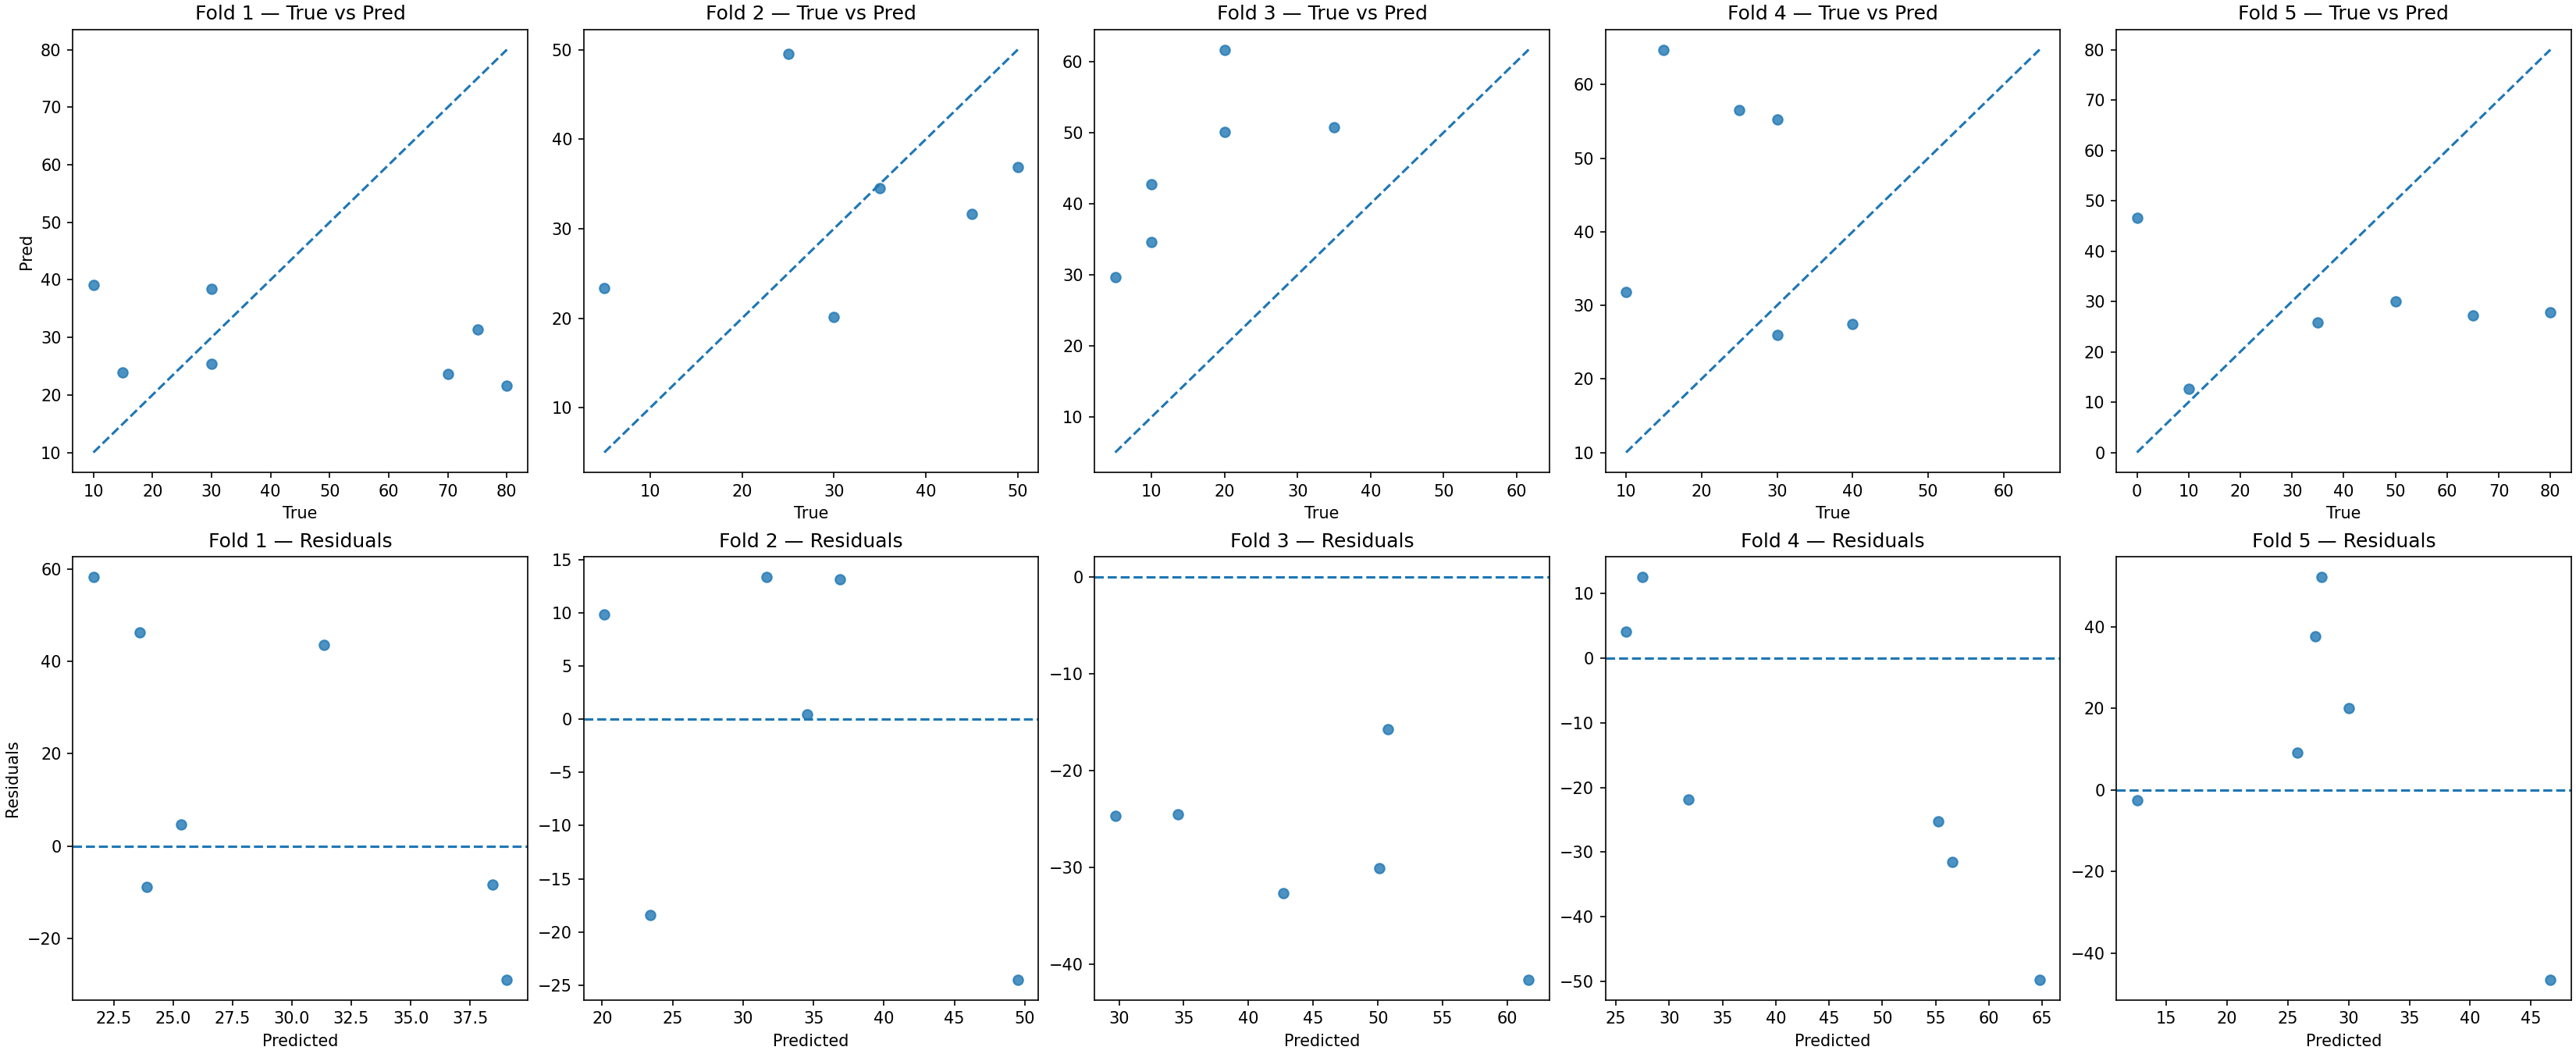 Fold 1 — True vs Pred
Fold 2 — True vs Pred
Fold 3 — True vs Pred
Fold 4 — True vs Pred
Fold 5 — True vs Pred
Pred
80
70
60
50
40
30
20
10
10 20 30 40 50 60 70 80
True
50
40
30
20
10
10 20 30 40 50
True
60
50
40
30
20
10
10 20 30 40 50 60
True
60
50
40
30
20
10
10 20 30 40 50 60
True
80
70
60
50
40
30
20
10
0
0 10 20 30 40 50 60 70 80
True
Fold 1 — Residuals
Fold 2 — Residuals
Fold 3 — Residuals
Fold 4 — Residuals
Fold 5 — Residuals
Residuals
60
40
20
0
−20
22.5 25.0 27.5 30.0 32.5 35.0 37.5
Predicted
15
10
5
0
−5
−10
−15
−20
−25
20 25 30 35 40 45 50
Predicted
0
−10
−20
−30
−40
30 35 40 45 50 55 60
Predicted
10
0
−10
−20
−30
−40
−50
25 30 35 40 45 50 55 60 65
Predicted
40
20
0
−20
−40
15 20 25 30 35 40 45
Predicted